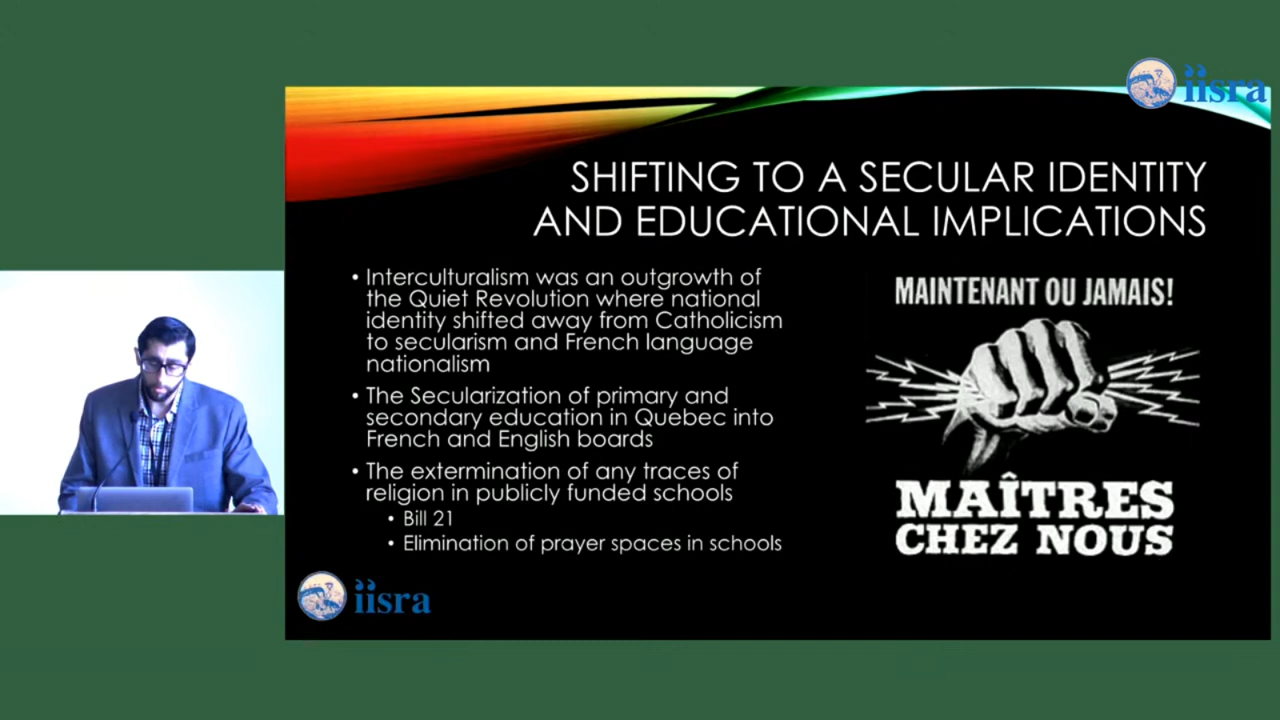 iisra
SHIFTING TO A SECULAR IDENTITY
AND EDUCATIONAL IMPLICATIONS
• Interculturalism was an outgrowth of
the Quiet Revolution where national
identity shifted away from Catholicism
to secularism and French language
nationalism
• The Secularization of primary and
secondary education in Quebec into
French and English boards
• The extermination of any traces of
religion in publicly funded schools
• Bill 21
• Elimination of prayer spaces in schools
MAINTENANT OU JAMAIS!
MAÎTRES
CHEZ NOUS
iisra